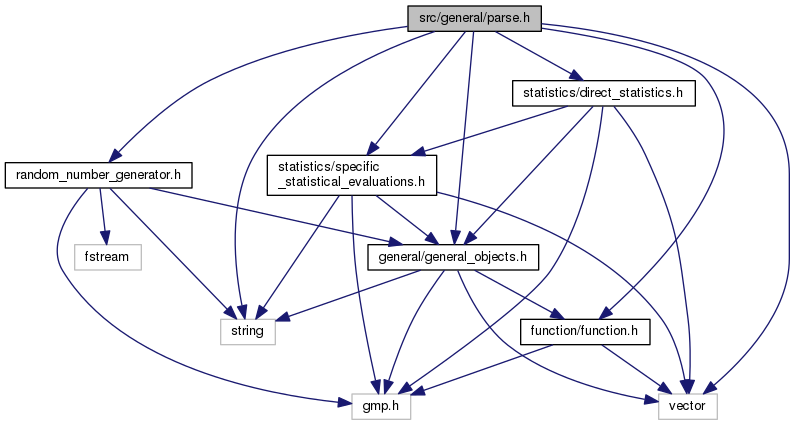 src/general/parse.h
statistics/direct_statistics.h
random_number_generator.h
statistics/specific
_statistical_evaluations.h
fstream
general/general_objects.h
string
function/function.h
gmp.h
vector